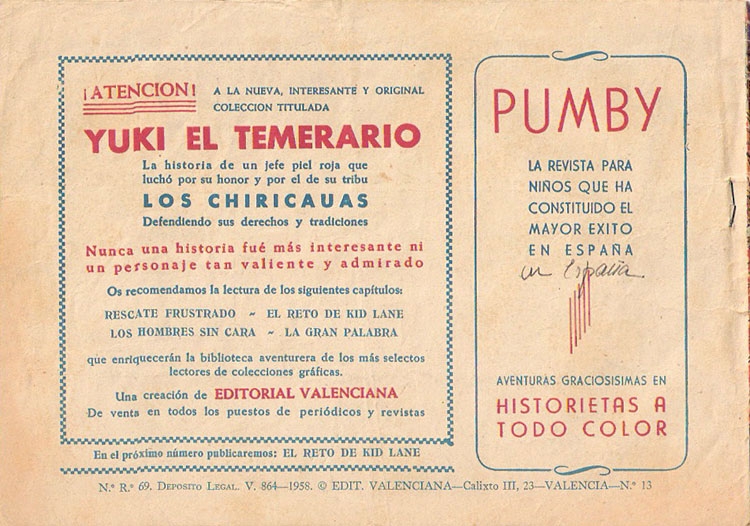 ¡ATENCION!
A LA NUEVA, INTERESANTE Y ORIGINAL
COLECCION TITULADA
YUKI EL TEMERARIO
La historia de un jefe piel roja que
luchó por su honor y por el de su tribu
LOS CHIRICAUAS
Defendiendo sus derechos y tradiciones
Nunca una historia fué más interesante ni
un personaje tan valiente y admirado
Os recomendamos la lectura de los siguientes capítulos:
RESCATE FRUSTRADO ~ EL RETO DE KID LANE
LOS HOMBRES SIN CARA ~ LA GRAN PALABRA
que enriquecerán la biblioteca aventurera de los más selectos
lectores de colecciones gráficas.
Una creación de EDITORIAL VALENCIANA
De venta en todos los puestos de periódicos y revistas
En el próximo número publicaremos: EL RETO DE KID LANE
PUMBY
LA REVISTA PARA
NIÑOS QUE HA
CONSTITUIDO EL
MAYOR EXITO
EN ESPAÑA
en España
AVENTURAS GRACIOSISIMAS EN
HISTORIETAS A
TODO COLOR
N.º R.º 69. DEPOSITO LEGAL. V. 864—1958. © EDIT. VALENCIANA—Calixto III, 23—VALENCIA—N.º 13